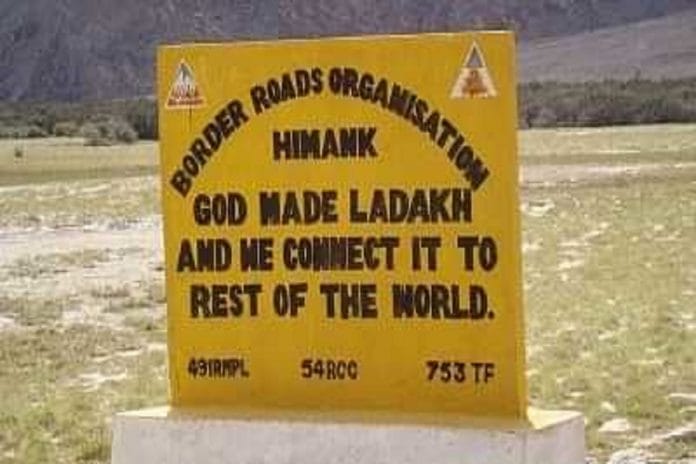 BORDER ROADS ORGANISATION
HIMANK
GOD MADE LADAKH
AND WE CONNECT IT TO
REST OF THE WORLD.
491RMPL 54RCC 753 TF